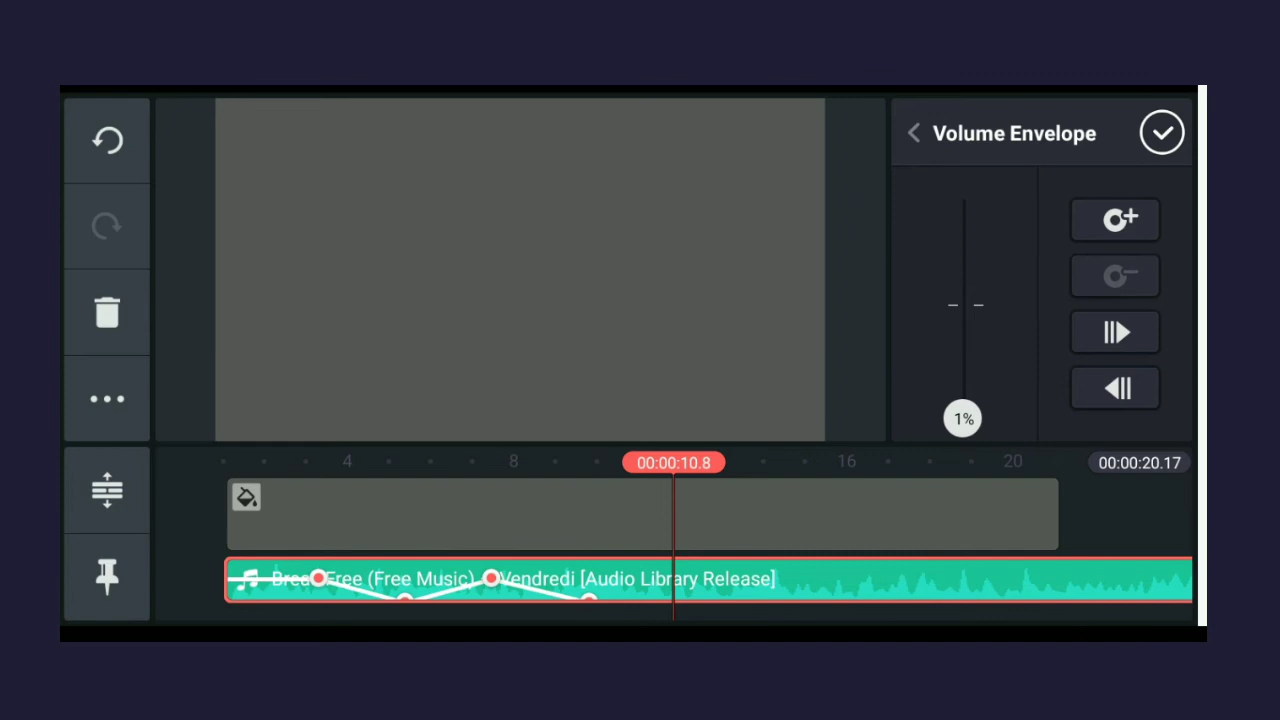 Volume Envelope
1%
4
8
00:00:10.8
16
20
00:00:20.17
Free (Free Music)
Vendredi [Audio Library Release]